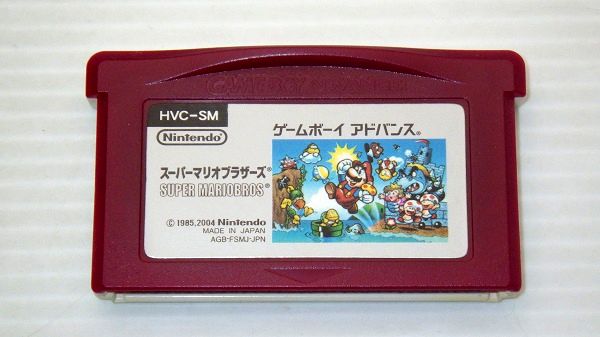 GAME BOY ADVANCE
HVC-SM
Nintendo®
ゲームボーイ アドバンス®
スーパーマリオブラザーズ®
SUPER MARIOBROS®
© 1985,2004 Nintendo
MADE IN JAPAN
AGB-FSMJ-JPN